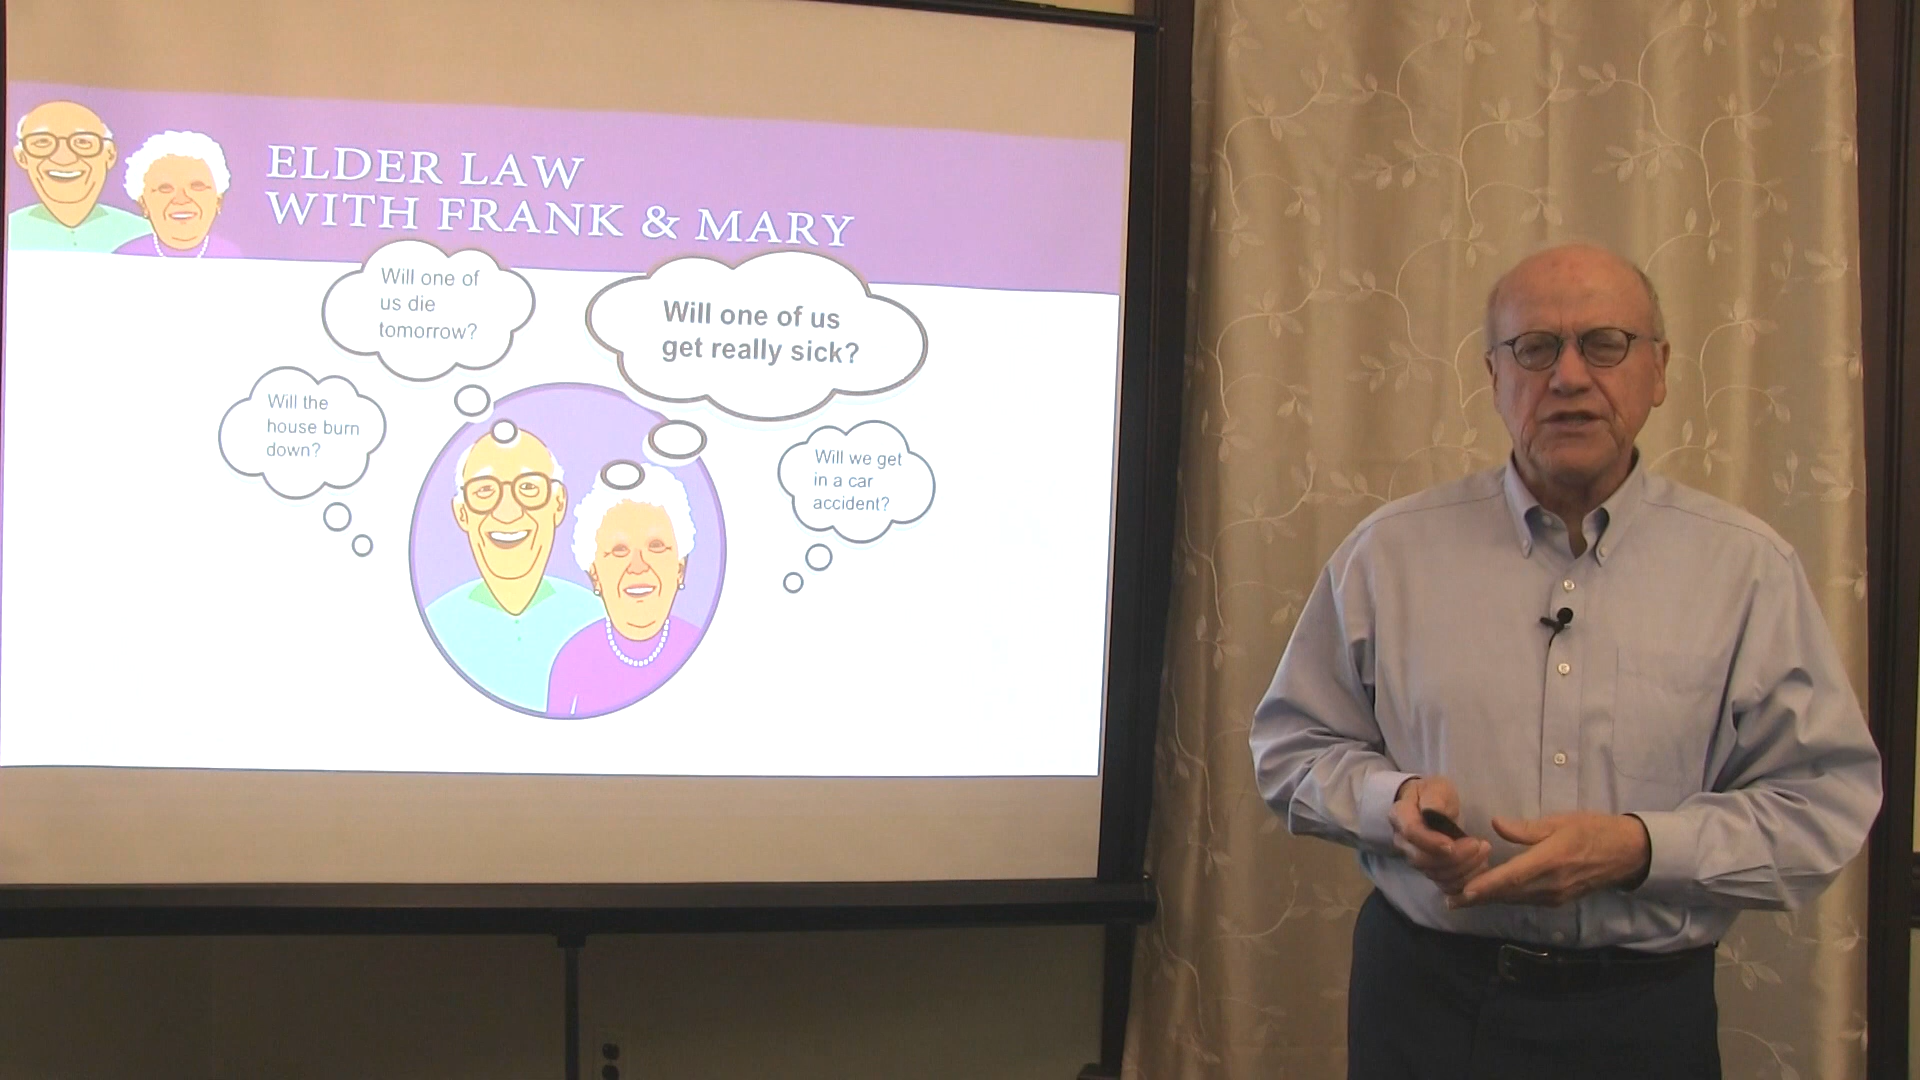 ELDER LAW
WITH FRANK & MARY
Will one of
us die
tomorrow?
Will one of us
get really sick?
Will the
house burn
down?
Will we get
in a car
accident?